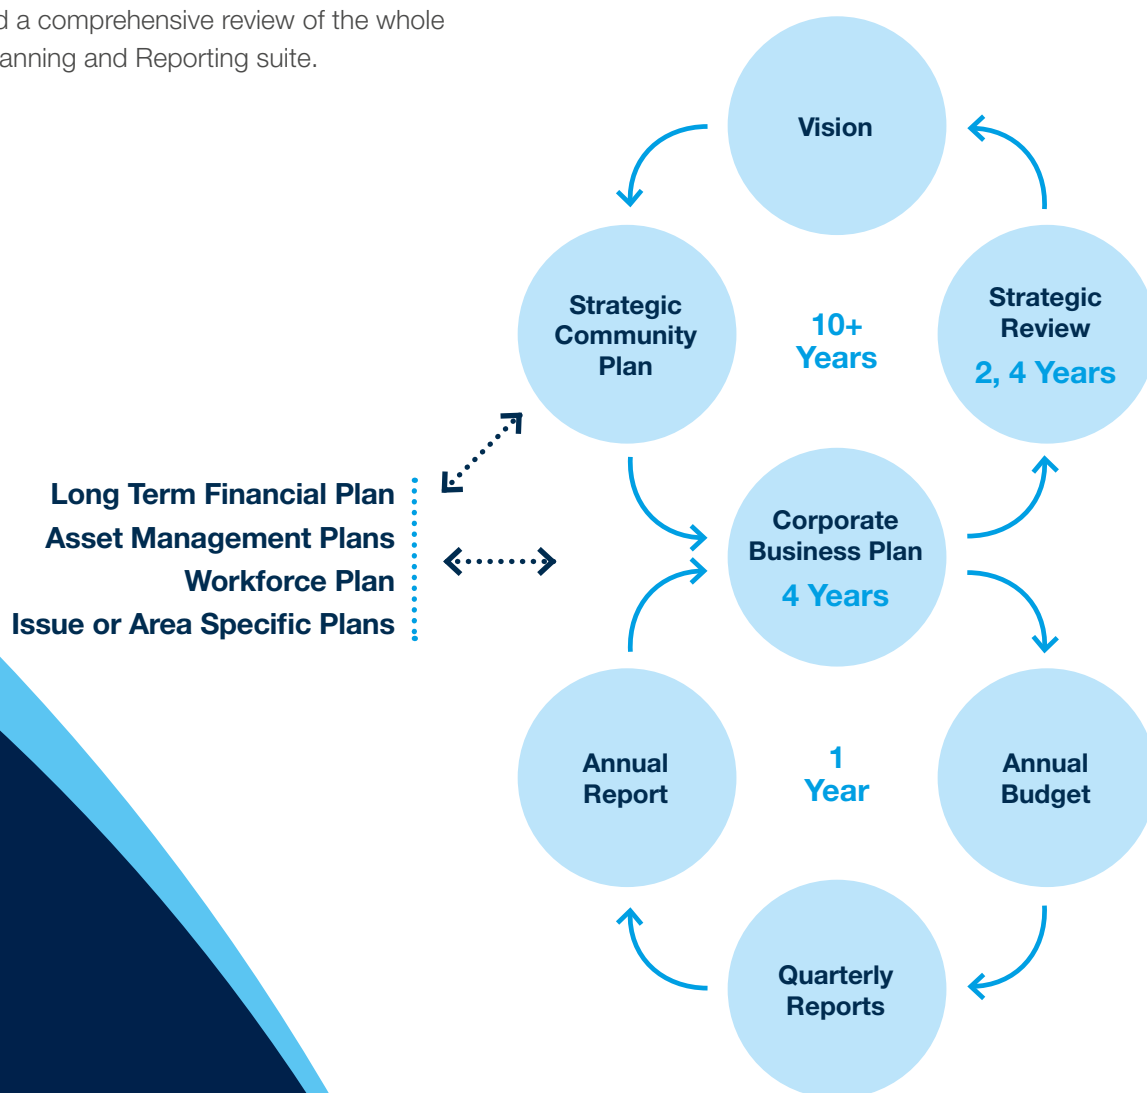 a comprehensive review of the whole
and Reporting suite.
Vision
Strategic
Community
Plan
10+
Years
Strategic
Review
2, 4 Years
Long Term Financial Plan
Asset Management Plans
Workforce Plan
Issue or Area Specific Plans
Corporate
Business Plan
4 Years
Annual
Report
1
Year
Annual
Budget
Quarterly
Reports